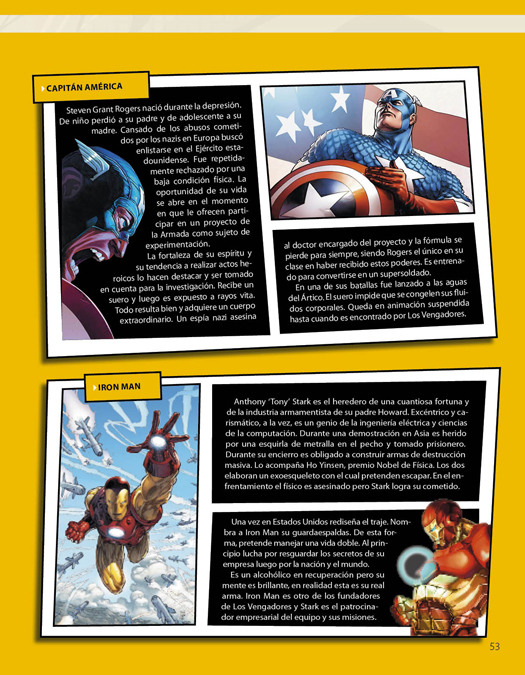 CAPITÁN AMÉRICA
Steven Grant Rogers nació durante la depresión.
De niño perdió a su padre y de adolescente a su
madre. Cansado de los abusos cometi-
dos por los nazis en Europa buscó
enlistarse en el Ejército esta-
dounidense. Fue repetida-
mente rechazado por una
baja condición física. La
oportunidad de su vida
se abre en el momento
en que le ofrecen parti-
cipar en un proyecto de
la Armada como sujeto de
experimentación.
La fortaleza de su espíritu y
su tendencia a realizar actos he-
roicos lo hacen destacar y ser tomado
en cuenta para la investigación. Recibe un
suero y luego es expuesto a rayos vita.
Todo resulta bien y adquiere un cuerpo
extraordinario. Un espía nazi asesina
al doctor encargado del proyecto y la fórmula se
pierde para siempre, siendo Rogers el único en su
clase en haber recibido estos poderes. Es entrena-
do para convertirse en un supersoldado.
En una de sus batallas fue lanzado a las aguas
del Ártico. El suero impide que se congelen sus flui-
dos corporales. Queda en animación suspendida
hasta cuando es encontrado por Los Vengadores.
IRON MAN
Anthony ‘Tony’ Stark es el heredero de una cuantiosa fortuna y
de la industria armamentista de su padre Howard. Excéntrico y ca-
rismático, a la vez, es un genio de la ingeniería eléctrica y ciencias
de la computación. Durante una demostración en Asia es herido
por una esquirla de metralla en el pecho y tomado prisionero.
Durante su encierro es obligado a construir armas de destrucción
masiva. Lo acompaña Ho Yinsen, premio Nobel de Física. Los dos
elaboran un exoesqueleto con el cual pretenden escapar. En el en-
frentamiento el físico es asesinado pero Stark logra su cometido.
Una vez en Estados Unidos rediseña el traje. Nom-
bra a Iron Man su guardaespaldas. De esta for-
ma, pretende manejar una vida doble. Al prin-
cipio lucha por resguardar los secretos de su
empresa luego por la nación y el mundo.
Es un alcohólico en recuperación pero su
mente es brillante, en realidad esta es su real
arma. Iron Man es otro de los fundadores
de Los Vengadores y Stark es el patrocina-
dor empresarial del equipo y sus misiones.
53